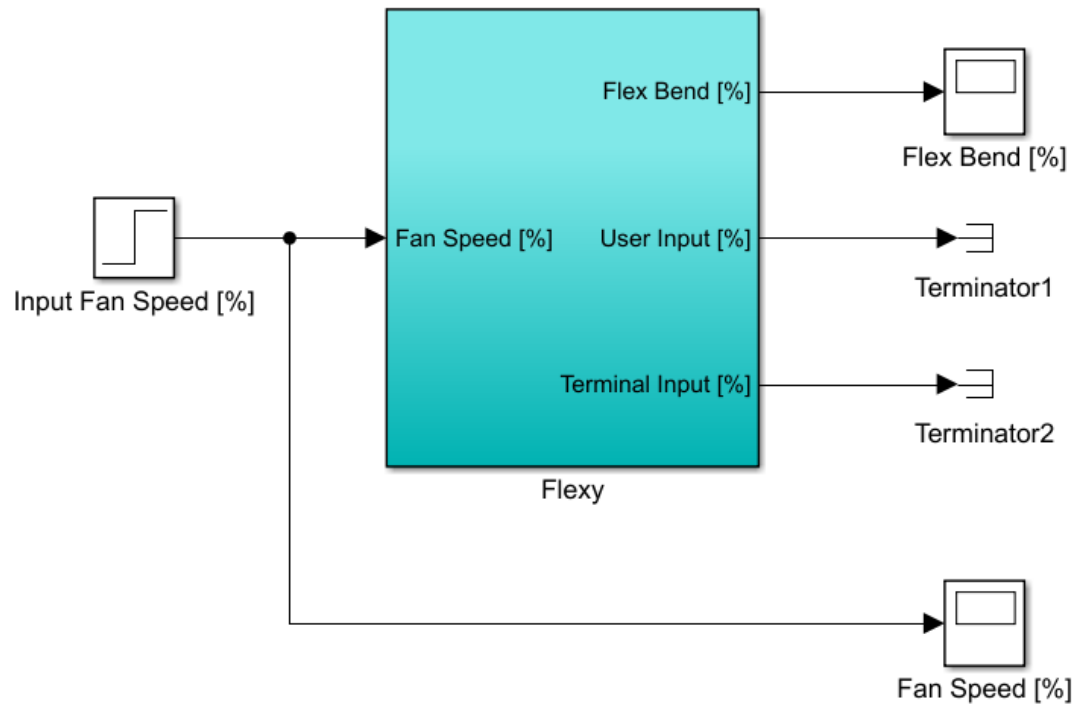 Flex Bend [%]
Flex Bend [%]
Fan Speed [%]
User Input [%]
Input Fan Speed [%]
Terminator1
Terminal Input [%]
Terminator2
Flexy
Fan Speed [%]